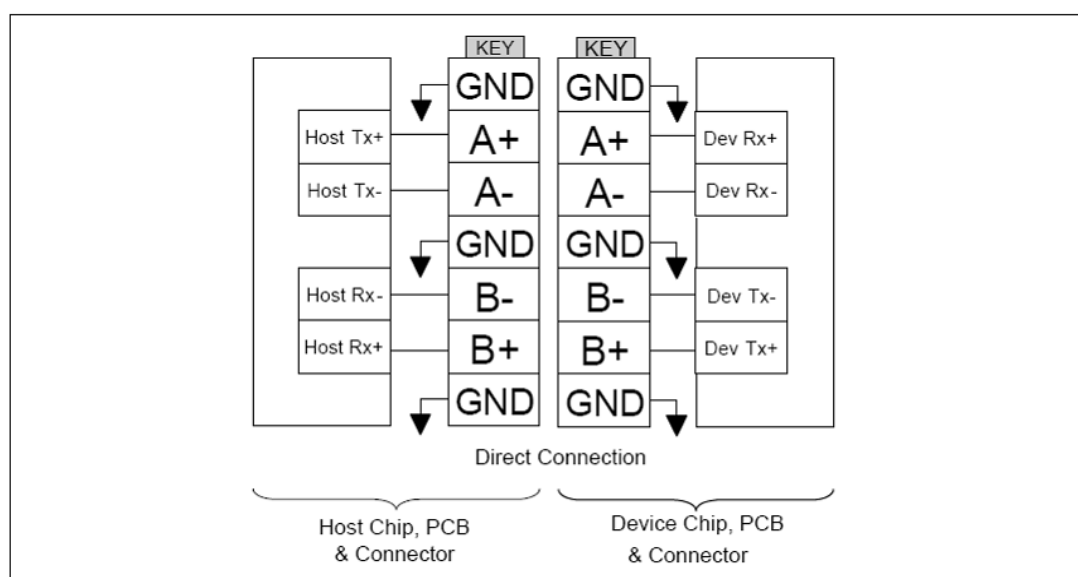 KEY KEY
GND GND
Host Tx+ A+ A+ Dev Rx+
Host Tx- A- A- Dev Rx-
GND GND
Host Rx- B- B- Dev Tx-
Host Rx+ B+ B+ Dev Tx+
GND GND
Direct Connection
Host Chip, PCB
& Connector
Device Chip, PCB
& Connector